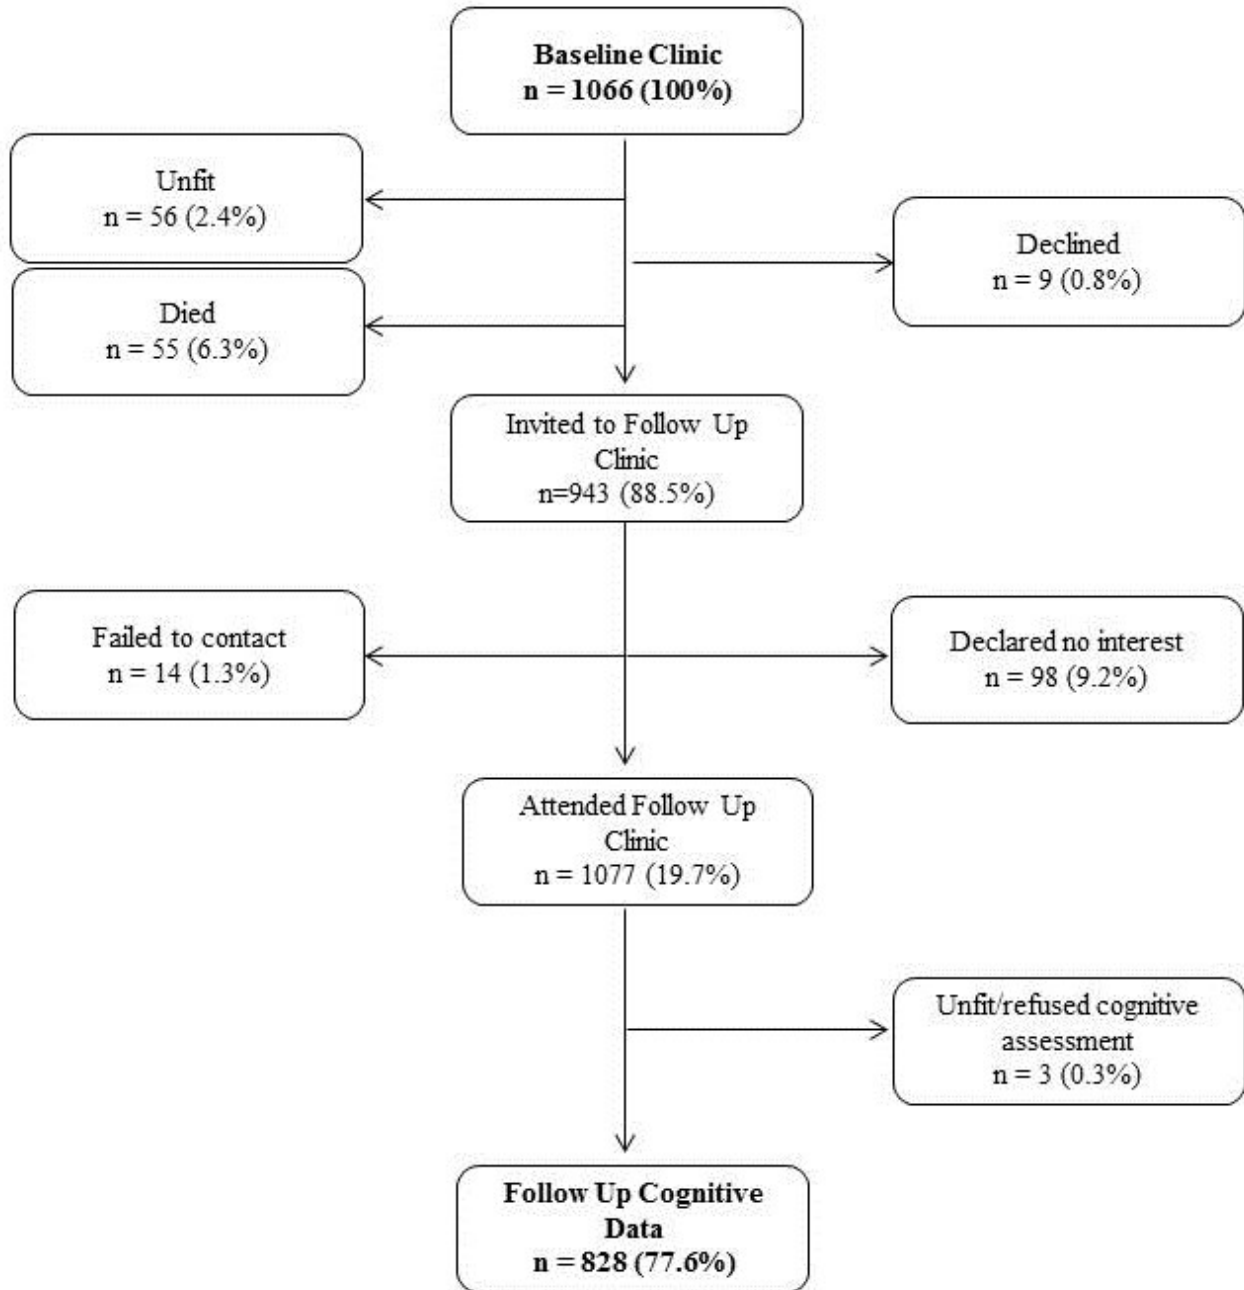 Baseline Clinic
n = 1066 (100%)
Unfit
n = 56 (2.4%)
Declined
n = 9 (0.8%)
Died
n = 55 (6.3%)
Invited to Follow Up
Clinic
n=943 (88.5%)
Failed to contact
n = 14 (1.3%)
Declared no interest
n = 98 (9.2%)
Attended Follow Up
Clinic
n = 1077 (19.7%)
Unfit/refused cognitive
assessment
n = 3 (0.3%)
Follow Up Cognitive
Data
n = 828 (77.6%)